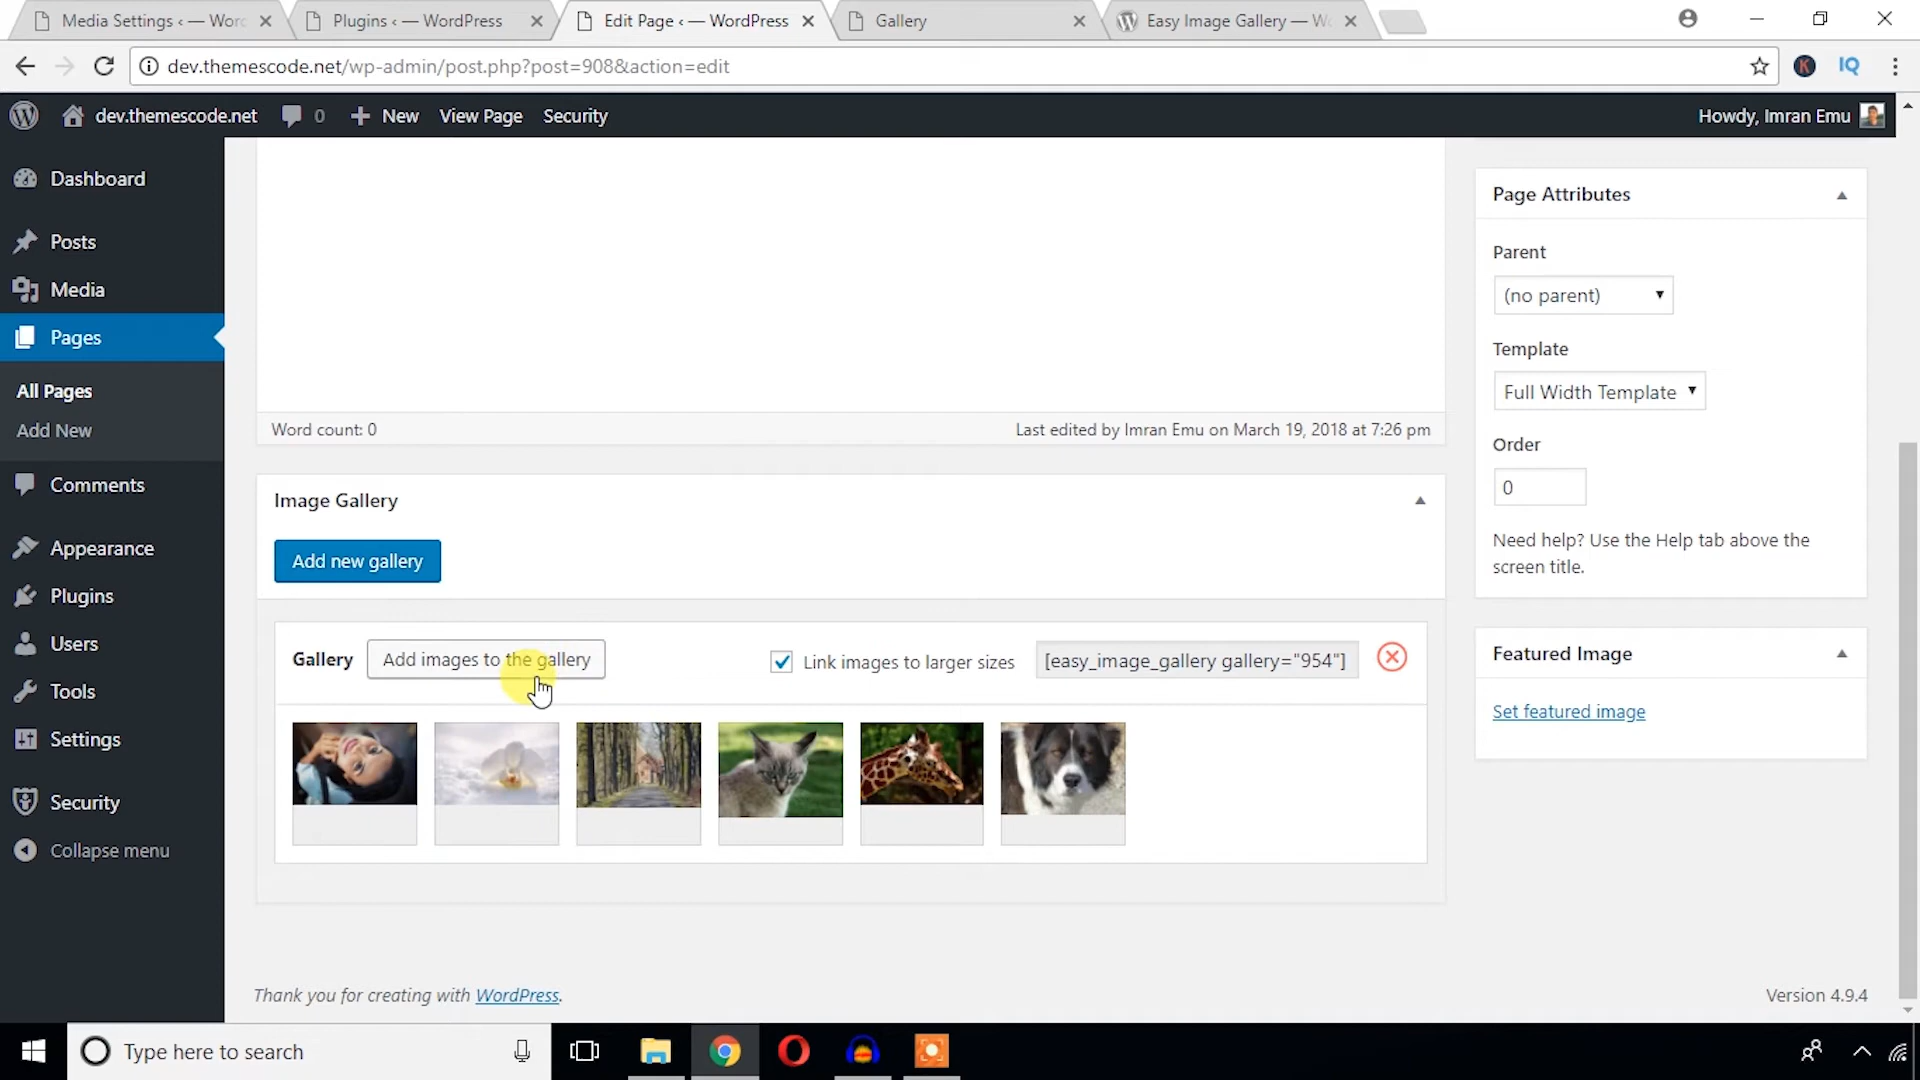 Media Settings ‹ — Word
Plugins ‹ — WordPress
Edit Page ‹ — WordPress
Gallery
Easy Image Gallery — Wo
dev.themescode.net/wp-admin/post.php?post=908&action=edit
K
IQ
dev.themescode.net
0
New
View Page
Security
Howdy, Imran Emu
Dashboard
Posts
Media
Pages
All Pages
Add New
Comments
Appearance
Plugins
Users
Tools
Settings
Security
Collapse menu
Word count: 0
Last edited by Imran Emu on March 19, 2018 at 7:26 pm
Image Gallery
Add new gallery
Gallery
Add images to the gallery
Link images to larger sizes
[easy_image_gallery gallery="954"]
Page Attributes
Parent
(no parent)
Template
Full Width Template
Order
0
Need help? Use the Help tab above the
screen title.
Featured Image
Set featured image
Thank you for creating with WordPress.
Version 4.9.4
Type here to search